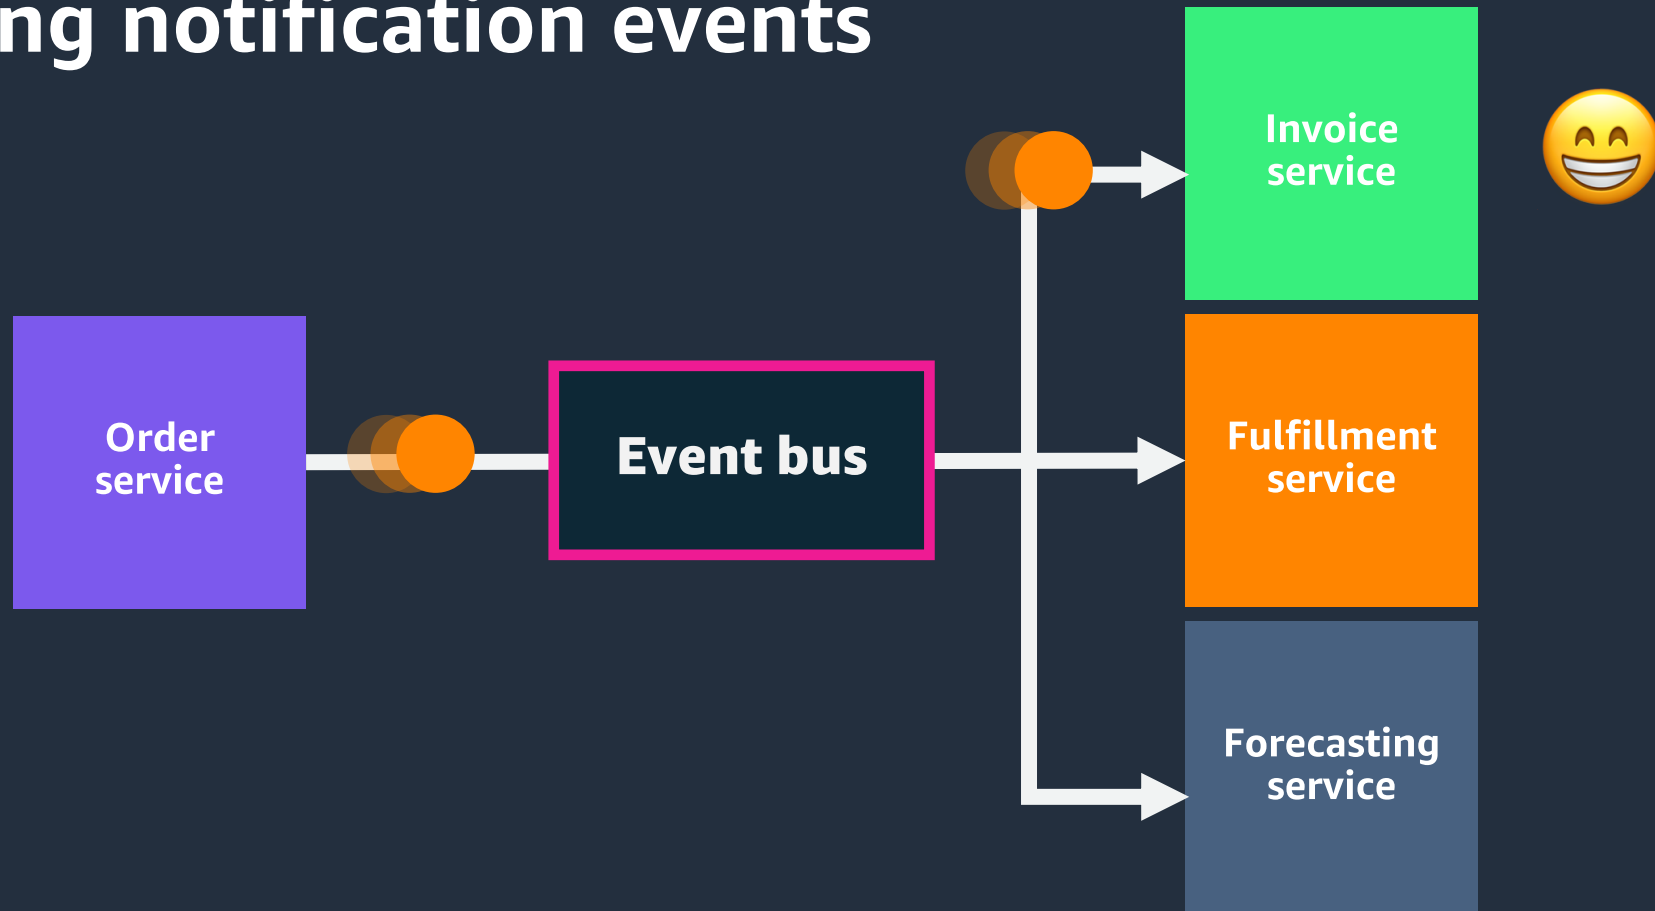 ng notification events
Invoice
service
Order
service
Event bus
Fulfillment
service
Forecasting
service